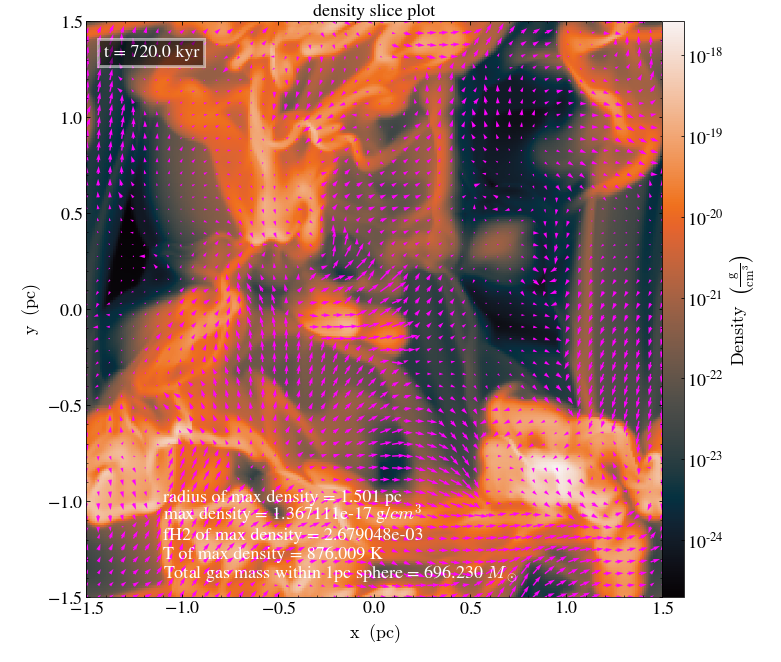 density slice plot
t = 720.0 kyr
1.5
1.0
0.5
0.0
−0.5
−1.0
−1.5
y (pc)
radius of max density = 1.501 pc
max density = 1.367111e-17 g/cm³
fH2 of max density = 2.679048e-03
T of max density = 876.009 K
Total gas mass within 1pc sphere = 696.230 M⊙
−1.5 −1.0 −0.5 0.0 0.5 1.0 1.5
x (pc)
10⁻¹⁸
10⁻¹⁹
10⁻²⁰
10⁻²¹
10⁻²²
10⁻²³
10⁻²⁴
Density (g/cm³)